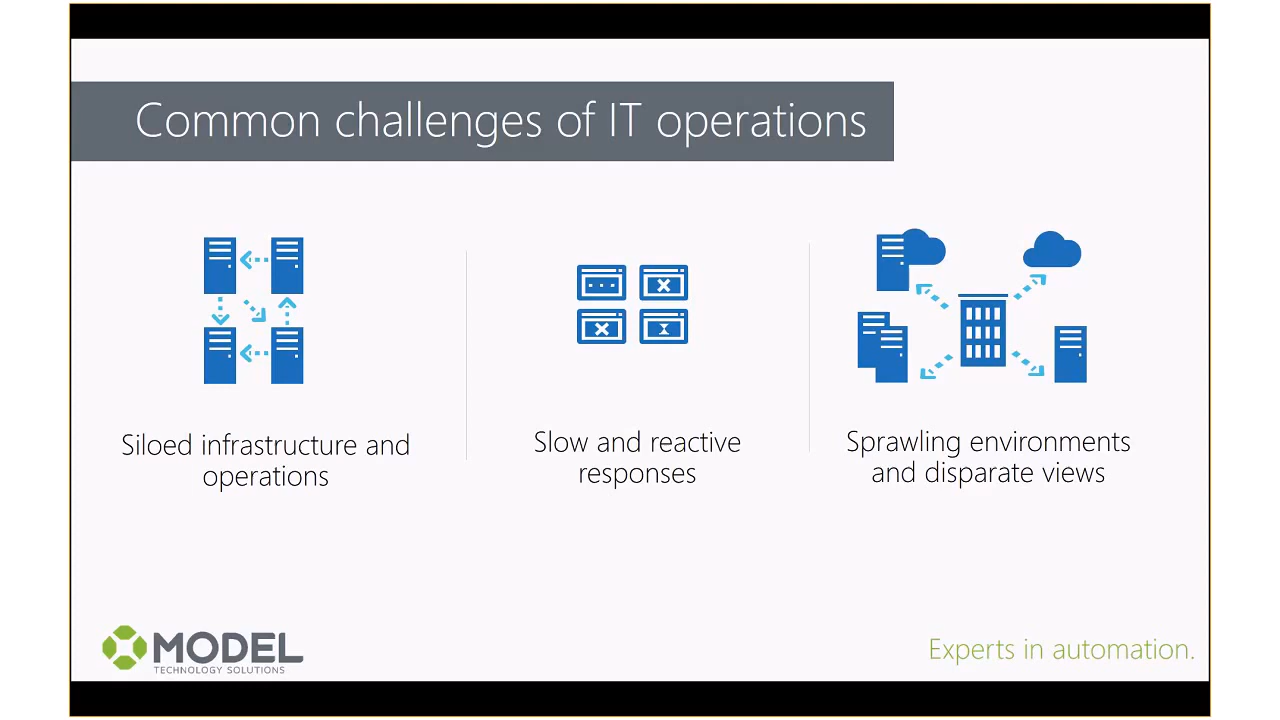 Common challenges of IT operations
Siloed infrastructure and
operations
Slow and reactive
responses
Sprawling environments
and disparate views
MODEL
TECHNOLOGY SOLUTIONS
Experts in automation.